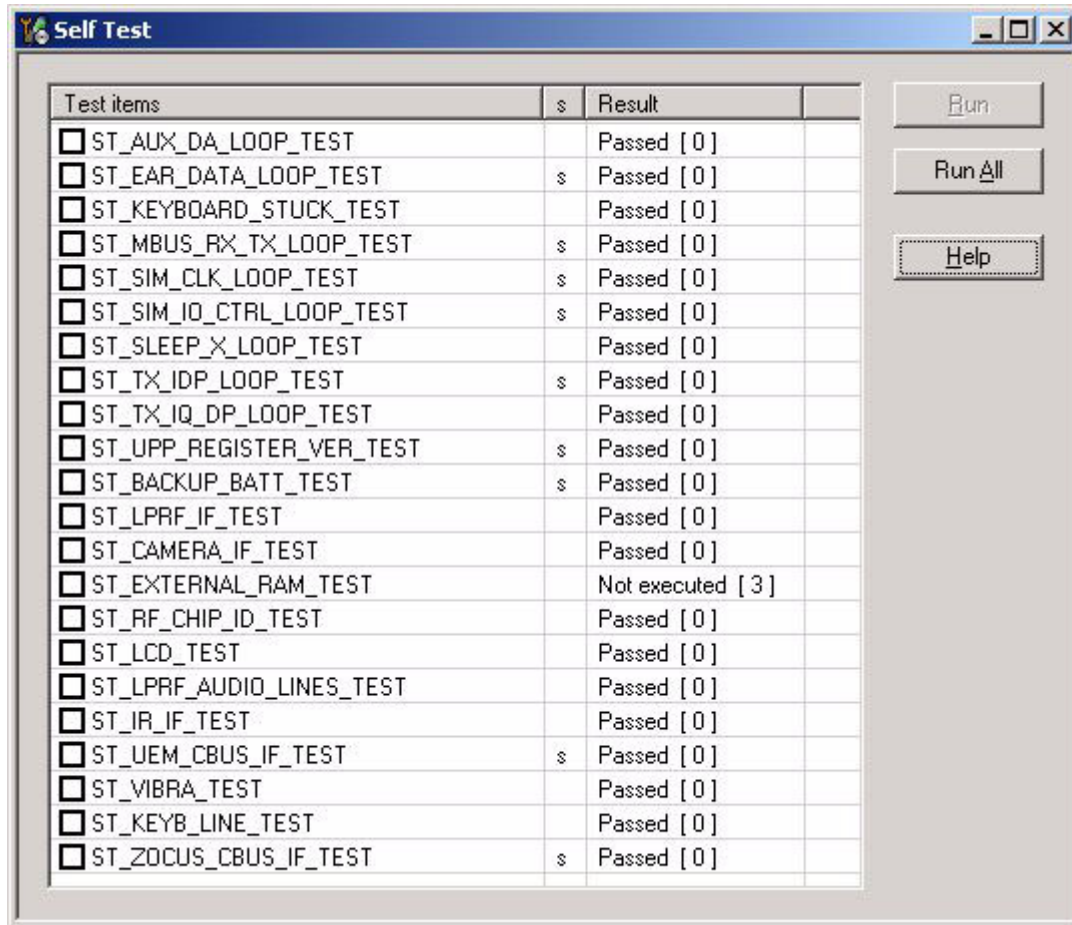 Self Test
Test items s Result
ST_AUX_DA_LOOP_TEST Passed [ 0 ]
ST_EAR_DATA_LOOP_TEST s Passed [ 0 ]
ST_KEYBOARD_STUCK_TEST Passed [ 0 ]
ST_MBUS_RX_TX_LOOP_TEST s Passed [ 0 ]
ST_SIM_CLK_LOOP_TEST s Passed [ 0 ]
ST_SIM_IO_CTRL_LOOP_TEST s Passed [ 0 ]
ST_SLEEP_X_LOOP_TEST Passed [ 0 ]
ST_TX_IDP_LOOP_TEST s Passed [ 0 ]
ST_TX_IQ_DP_LOOP_TEST Passed [ 0 ]
ST_UPP_REGISTER_VER_TEST s Passed [ 0 ]
ST_BACKUP_BATT_TEST s Passed [ 0 ]
ST_LPRF_IF_TEST Passed [ 0 ]
ST_CAMERA_IF_TEST Passed [ 0 ]
ST_EXTERNAL_RAM_TEST Not executed [ 3 ]
ST_RF_CHIP_ID_TEST Passed [ 0 ]
ST_LCD_TEST Passed [ 0 ]
ST_LPRF_AUDIO_LINES_TEST Passed [ 0 ]
ST_IR_IF_TEST Passed [ 0 ]
ST_UEM_CBUS_IF_TEST s Passed [ 0 ]
ST_VIBRA_TEST Passed [ 0 ]
ST_KEYB_LINE_TEST Passed [ 0 ]
ST_ZOCUS_CBUS_IF_TEST s Passed [ 0 ]
Run
Run All
Help